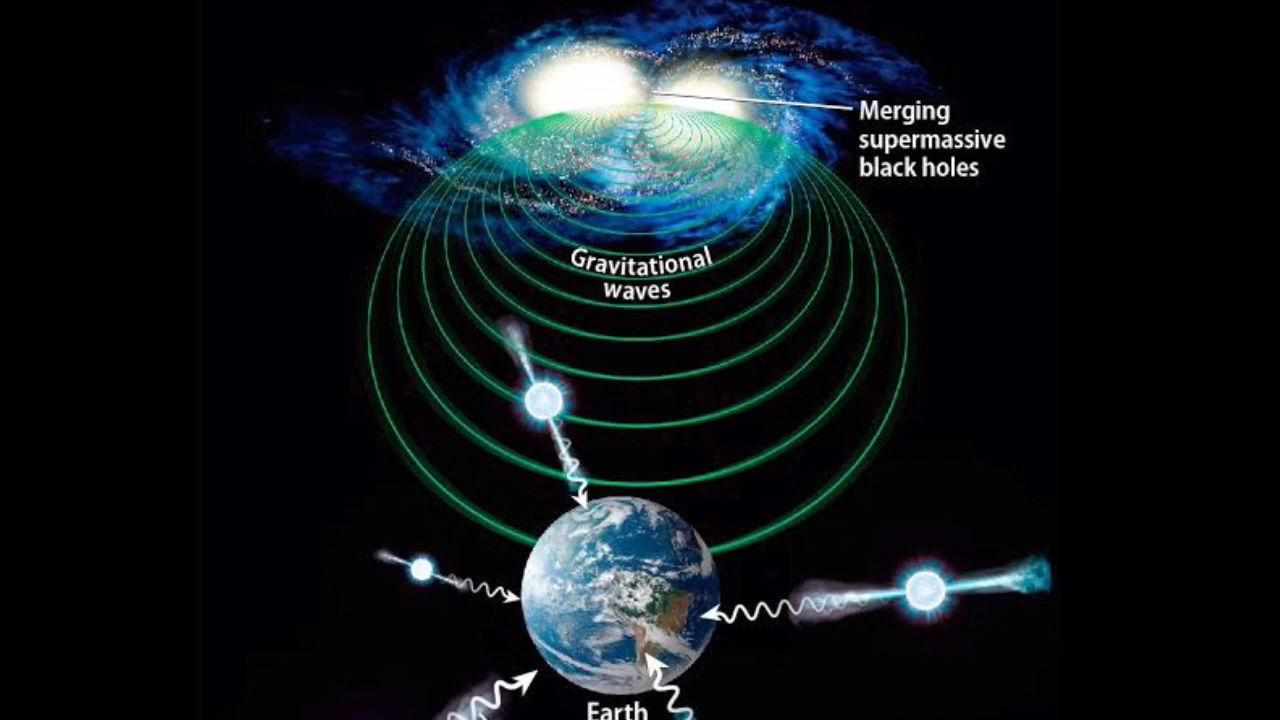 Merging
supermassive
black holes
Gravitational
waves
Earth